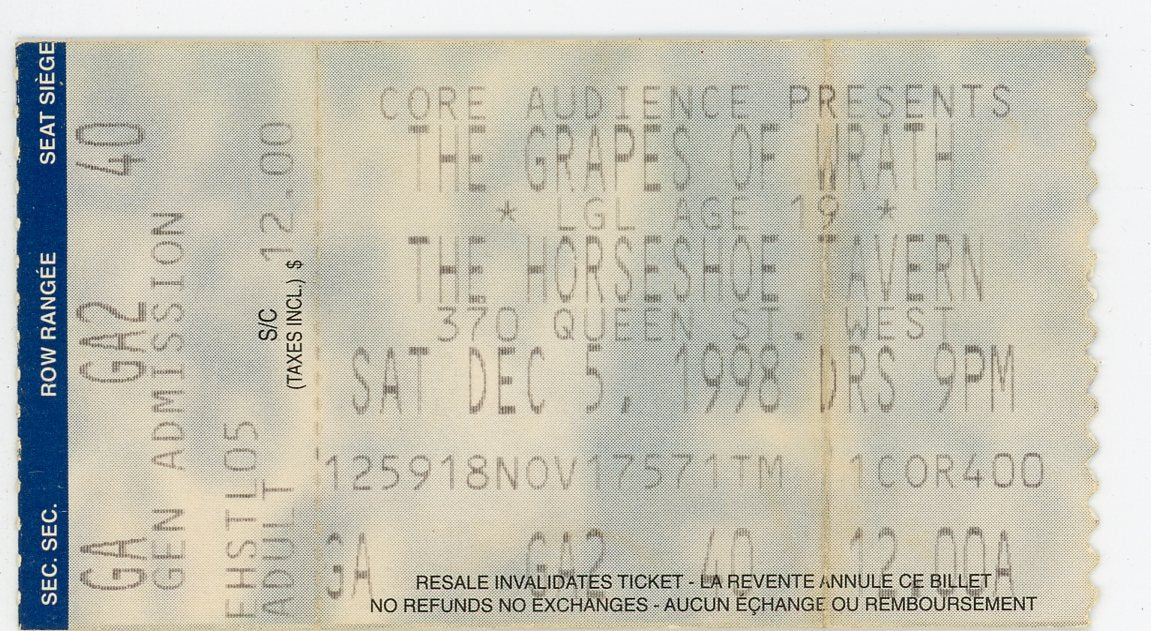 SEC. SEC. ROW RANGÉE SEAT SIÈGE
GA GA2 40
GEN ADMISSION
EHSTL05
ADULT S/C 12.00
(TAXES INCL.) $
CORE AUDIENCE PRESENTS
THE GRAPES OF WRATH
* LGL AGE 19 *
THE HORSESHOE TAVERN
370 QUEEN ST. WEST
SAT DEC 5, 1998 DRS 9PM
125918NOV17571TM 1COR400
GA GA2 40 12.00A
RESALE INVALIDATES TICKET - LA REVENTE ANNULE CE BILLET
NO REFUNDS NO EXCHANGES - AUCUN EÇHANGE OU REMBOURSEMENT